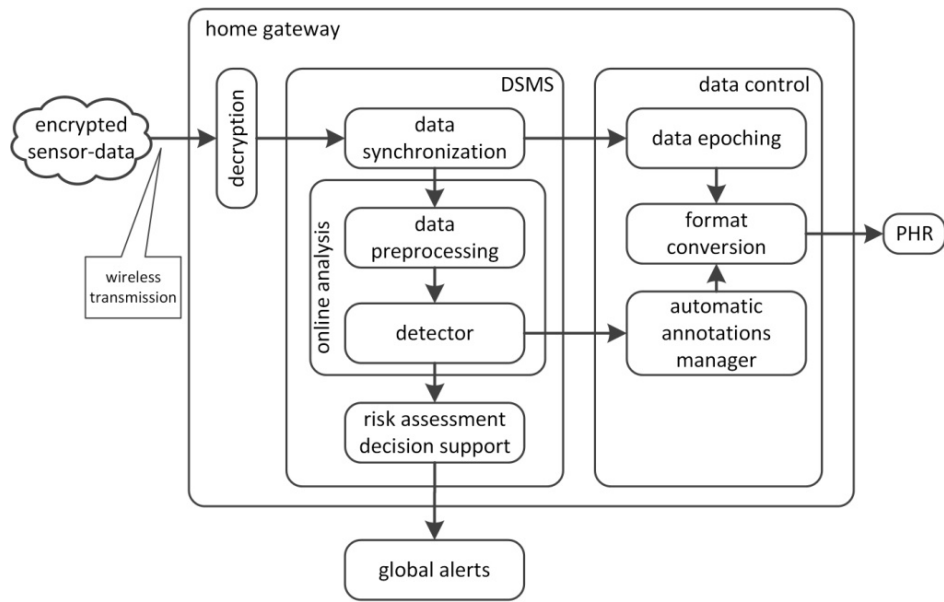 home gateway
encrypted
sensor-data
wireless
transmission
decryption
DSMS
data
synchronization
online analysis
data
preprocessing
detector
risk assessment
decision support
global alerts
data control
data epoching
format
conversion
automatic
annotations
manager
PHR